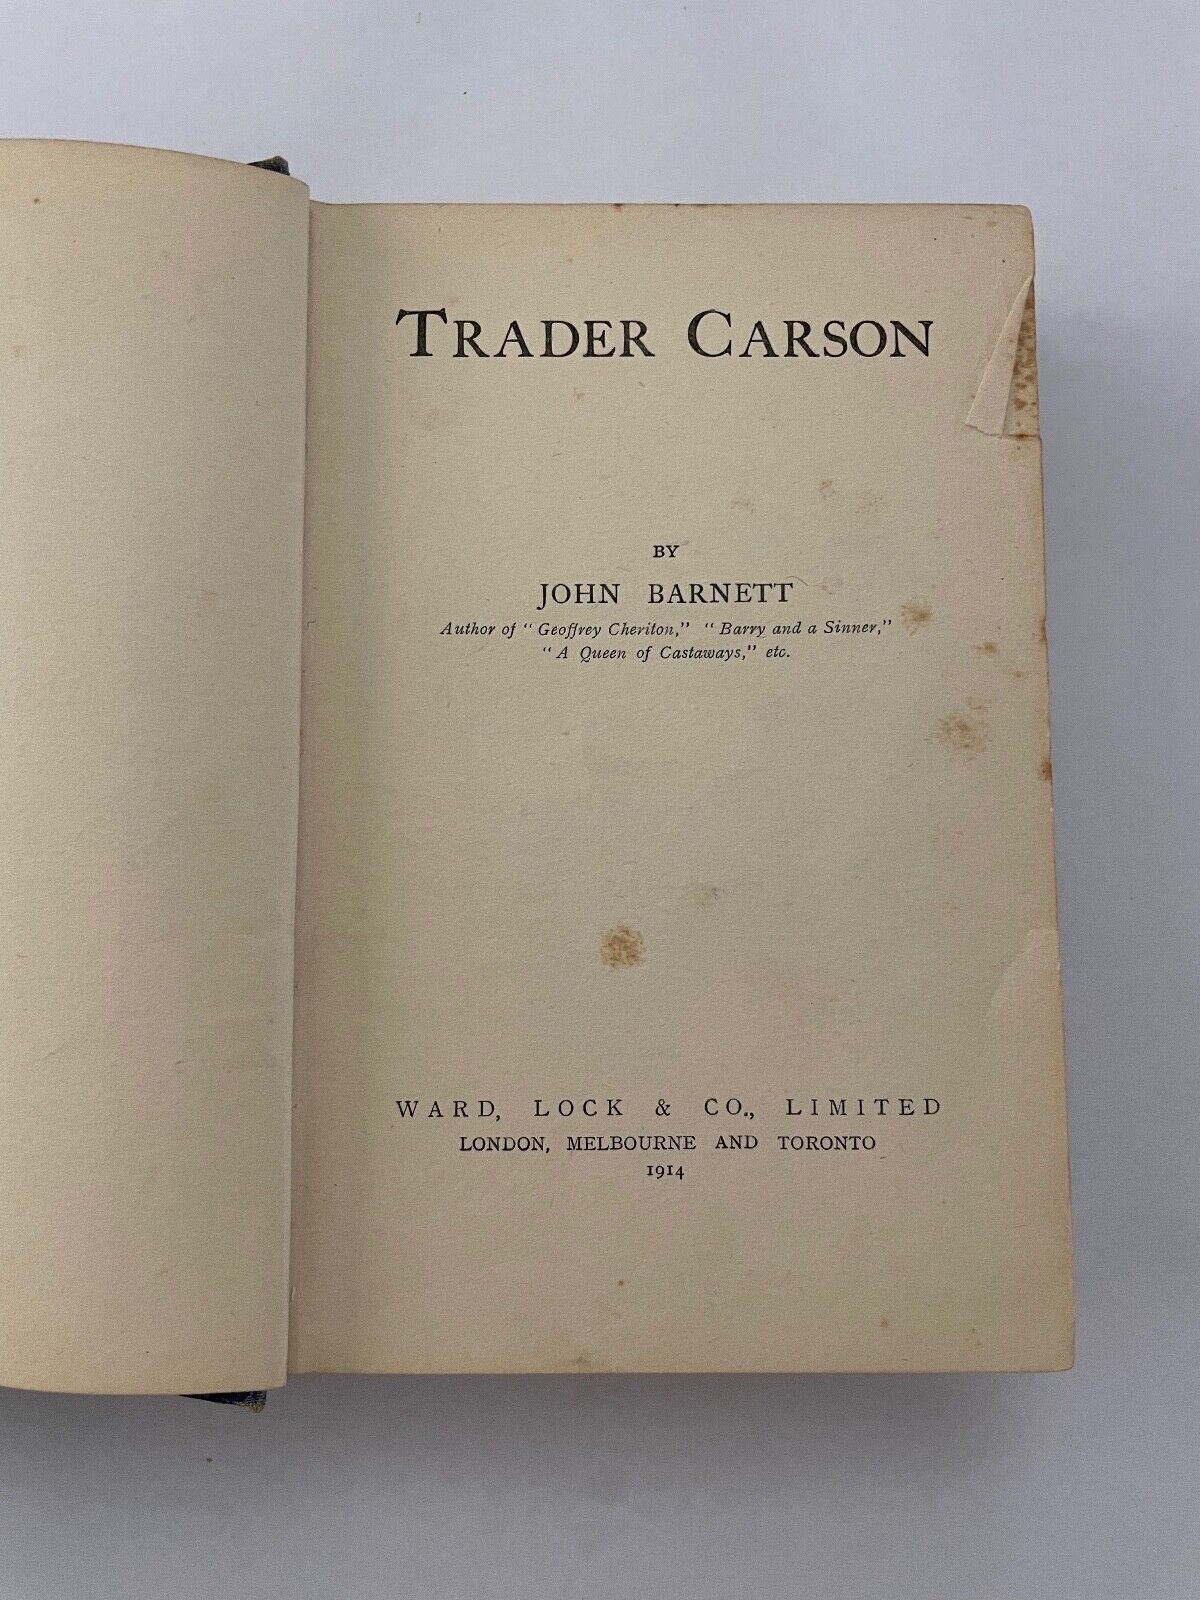 TRADER CARSON
BY
JOHN BARNETT
Author of "Geoffrey Cheriton," "Barry and a Sinner,"
"A Queen of Castaways," etc.
WARD, LOCK & CO., LIMITED
LONDON, MELBOURNE AND TORONTO
1914